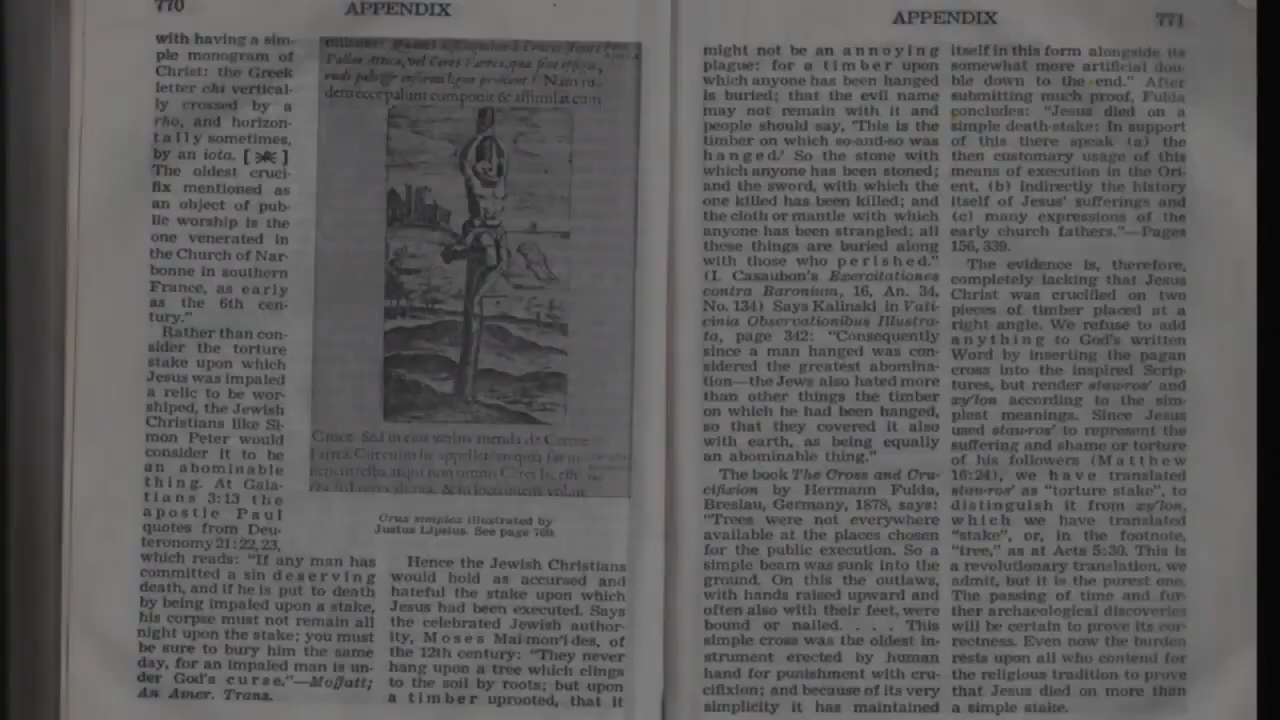 770
APPENDIX
with having a sim-
ple monogram of
Christ: the Greek
letter chi vertical-
ly crossed by a
rho, and horizon-
tally sometimes,
by an iota. [ ]
The oldest cruci-
fix mentioned as
an object of pub-
lic worship is the
one venerated in
the Church of Nar-
bonne in southern
France, as early
as the 6th cen-
tury."
Rather than con-
sider the torture
stake upon which
Jesus was impaled
a relic to be wor-
shiped, the Jewish
Christians like Si-
mon Peter would
consider it to be
an abominable
thing. At Gala-
tians 3:13 the
apostle Paul
quotes from Deu-
teronomy 21:22, 23,
which reads: "If any man has
committed a sin deserving
death, and if he is put to death
by being impaled upon a stake,
his corpse must not remain all
night upon the stake; you must
be sure to bury him the same
day, for an impaled man is un-
der God's curse."—Moffatt;
An Amer. Trans.
Pallas Attica, vel Ceres
Nam in-
dem ecce palum componit & assimilat cum
Cruce. Sed in eius verbis menda de Cerere
Crux simplex illustrated by
Justus Lipsius. See page 769.
Hence the Jewish Christians
would hold as accursed and
hateful the stake upon which
Jesus had been executed. Says
the celebrated Jewish author-
ity, Moses Mai·mon′i·des, of
the 12th century: "They never
hang upon a tree which clings
to the soil by roots; but upon
a timber uprooted, that it
APPENDIX
771
might not be an annoying
plague: for a timber upon
which anyone has been hanged
is buried; that the evil name
may not remain with it and
people should say, 'This is the
timber on which so-and-so was
hanged.' So the stone with
which anyone has been stoned;
and the sword, with which the
one killed has been killed; and
the cloth or mantle with which
anyone has been strangled; all
these things are buried along
with those who perished."
(I. Casaubon's Exercitationes
contra Baronium, 16, An. 34,
No. 134) Says Kalinski in Vati-
cinia Observationibus Illustra-
ta, page 342: "Consequently
since a man hanged was con-
sidered the greatest abomina-
tion—the Jews also hated more
than other things the timber
on which he had been hanged,
so that they covered it also
with earth, as being equally
an abominable thing."
The book The Cross and Cru-
cifixion by Hermann Fulda,
Breslau, Germany, 1878, says:
"Trees were not everywhere
available at the places chosen
for the public execution. So a
simple beam was sunk into the
ground. On this the outlaws,
with hands raised upward and
often also with their feet, were
bound or nailed. . . . This
simple cross was the oldest in-
strument erected by human
hand for punishment with cru-
cifixion; and because of its very
simplicity it has maintained
itself in this form alongside its
somewhat more artificial dou-
ble down to the end." After
submitting much proof, Fulda
concludes: "Jesus died on a
simple death-stake: In support
of this there speak (a) the
then customary usage of this
means of execution in the Ori-
ent, (b) indirectly the history
itself of Jesus' sufferings and
(c) many expressions of the
early church fathers."—Pages
156, 339.
The evidence is, therefore,
completely lacking that Jesus
Christ was crucified on two
pieces of timber placed at a
right angle. We refuse to add
anything to God's written
Word by inserting the pagan
cross into the inspired Scrip-
tures, but render stau·ros′ and
xy′lon according to the sim-
plest meanings. Since Jesus
used stau·ros′ to represent the
suffering and shame or torture
of his followers (Matthew
16:24), we have translated
stau·ros′ as "torture stake", to
distinguish it from xy′lon,
which we have translated
"stake", or, in the footnote,
"tree," as at Acts 5:30. This is
a revolutionary translation, we
admit, but it is the purest one.
The passing of time and fur-
ther archaeological discoveries
will be certain to prove its cor-
rectness. Even now the burden
rests upon all who contend for
the religious tradition to prove
that Jesus died on more than
a simple stake.